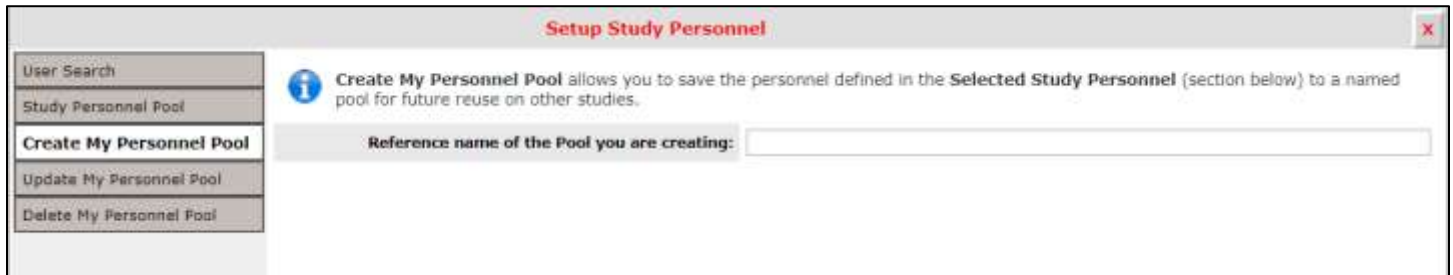 Setup Study Personnel
x
User Search
Study Personnel Pool
Create My Personnel Pool
Update My Personnel Pool
Delete My Personnel Pool
Create My Personnel Pool allows you to save the personnel defined in the Selected Study Personnel (section below) to a named
pool for future reuse on other studies.
Reference name of the Pool you are creating: